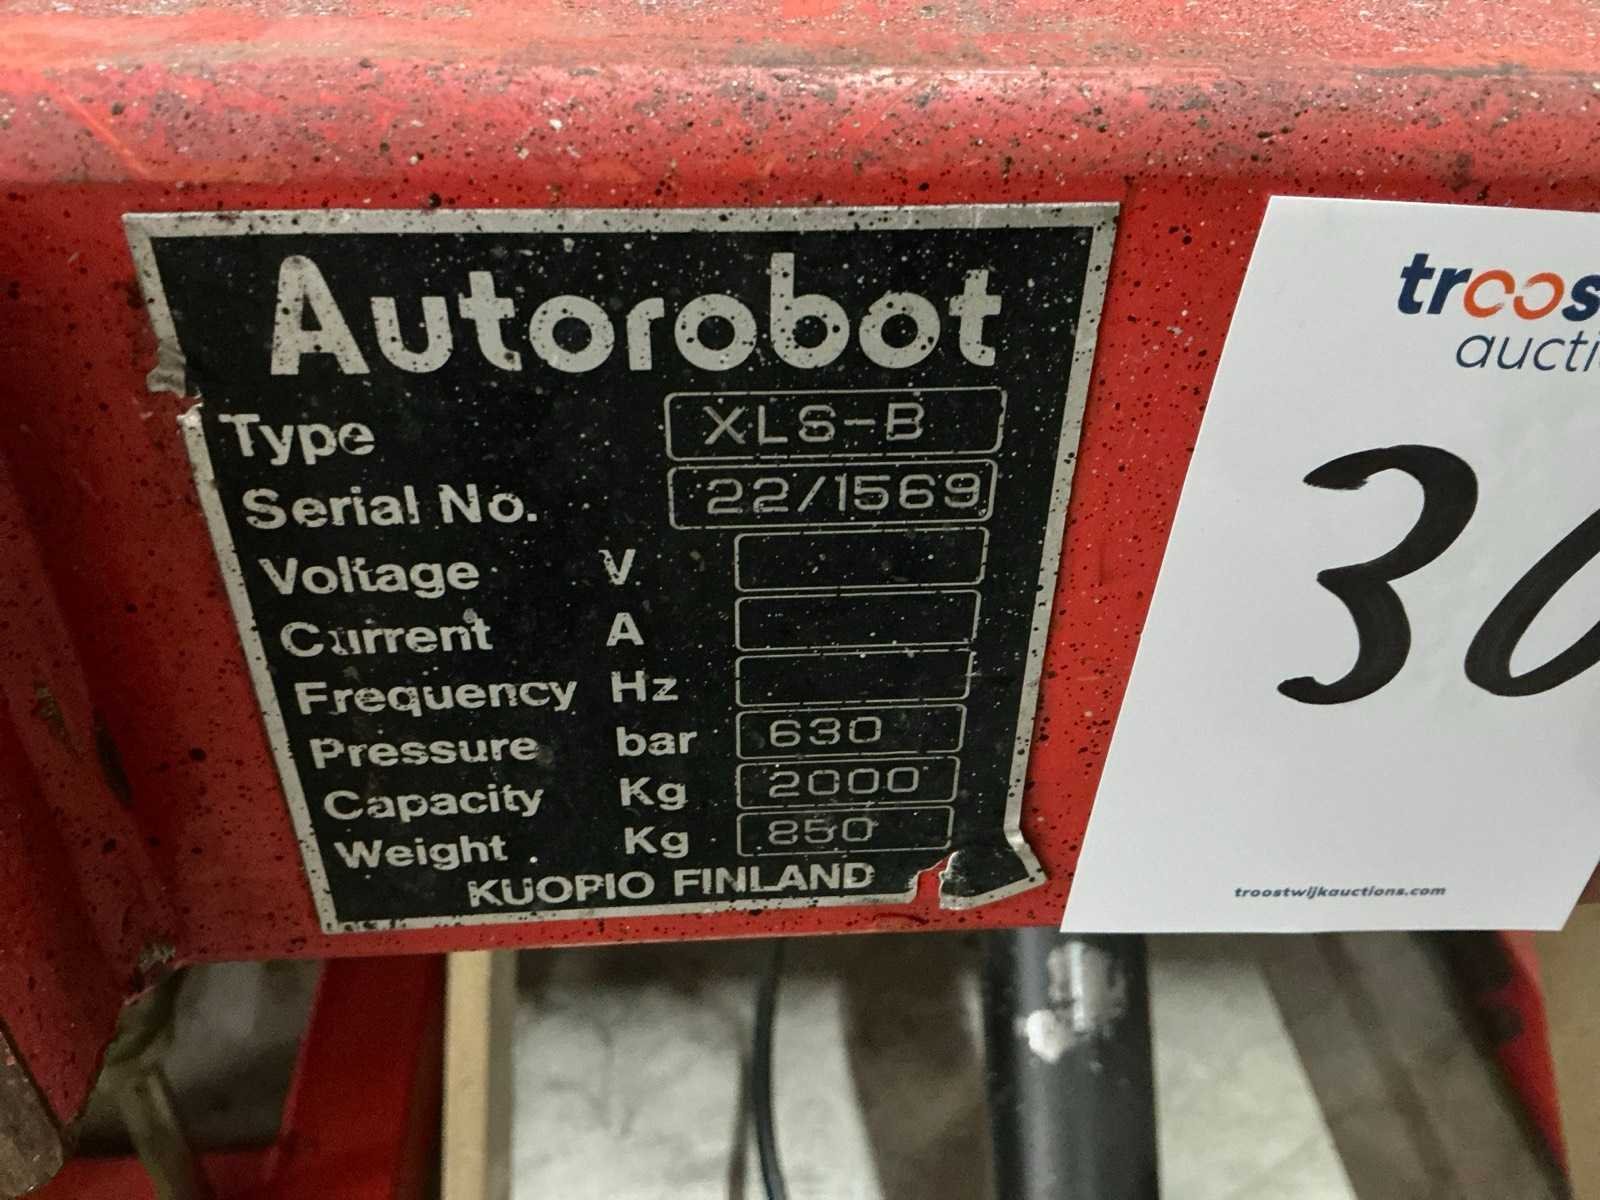 Autorobot
Type XLS-B
Serial No. 22/1569
Voltage V
Current A
Frequency Hz
Pressure bar 630
Capacity Kg 2000
Weight Kg 850
KUOPIO FINLAND
troos
aucti
30
troostwijkauctions.com